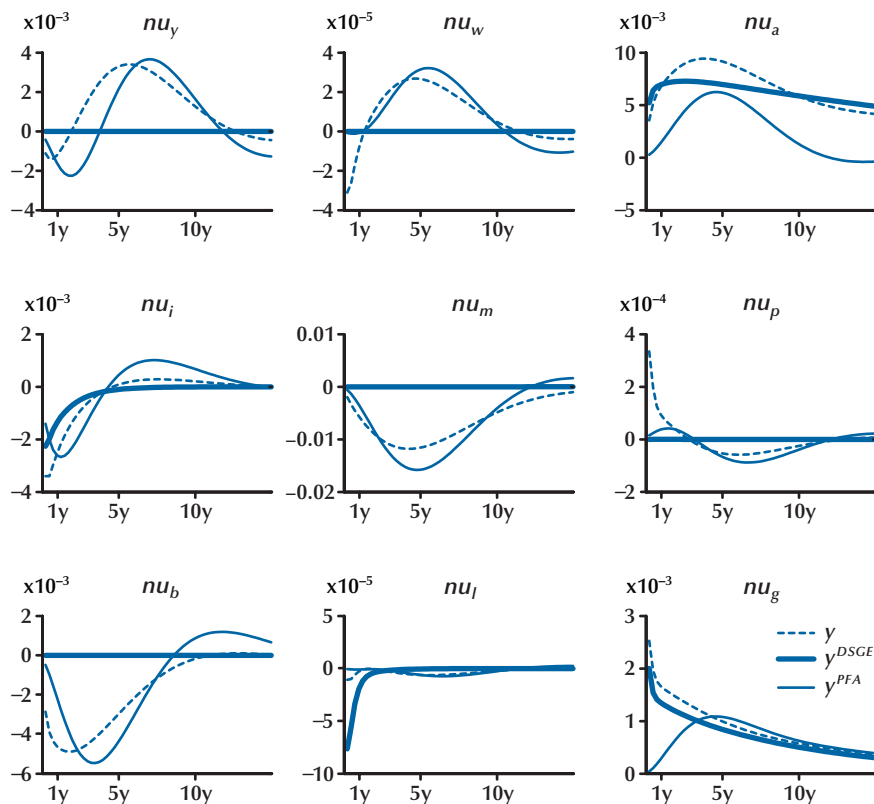 x10⁻³ nu_y
4
2
0
−2
−4
1y 5y 10y
x10⁻⁵ nu_w
4
2
0
−2
−4
1y 5y 10y
x10⁻³ nu_a
10
5
0
−5
1y 5y 10y
x10⁻³ nu_i
2
0
−2
−4
1y 5y 10y
nu_m
0.01
0.00
−0.01
−0.02
1y 5y 10y
x10⁻⁴ nu_p
4
2
0
−2
1y 5y 10y
x10⁻³ nu_b
2
0
−2
−4
−6
1y 5y 10y
x10⁻⁵ nu_l
5
0
−5
−10
1y 5y 10y
x10⁻³ nu_g
3
2
1
0
1y 5y 10y
y
y^DSGE
y^PFA